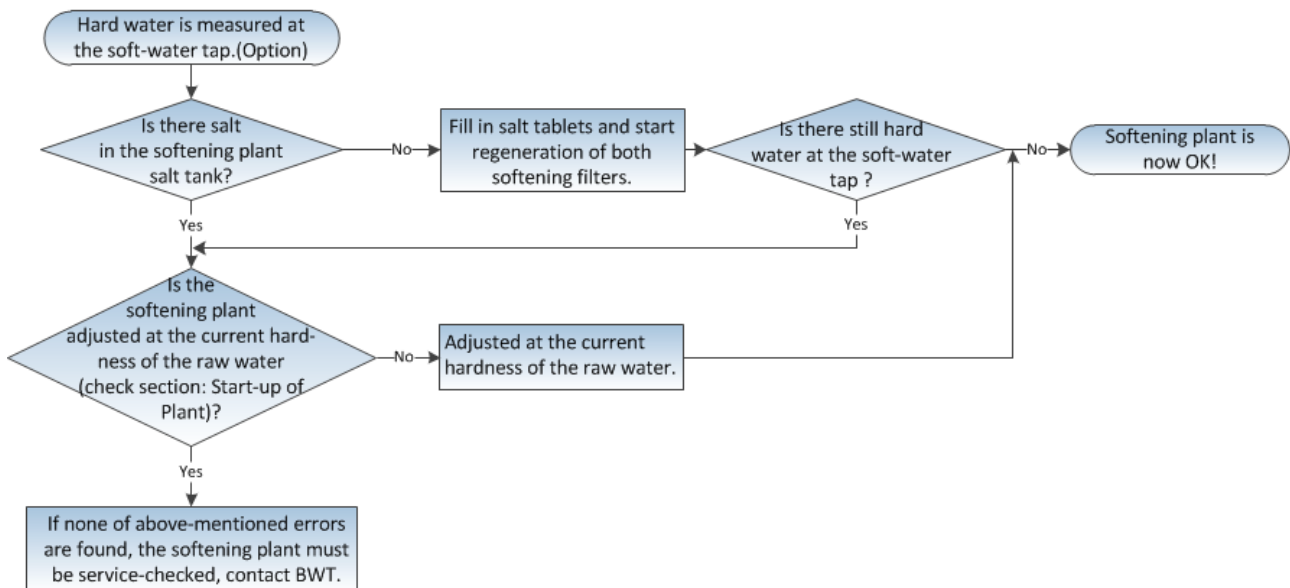 Hard water is measured at
the soft-water tap.(Option)
Is there salt
in the softening plant
salt tank?
No
Fill in salt tablets and start
regeneration of both
softening filters.
Is there still hard
water at the soft-water
tap ?
No
Softening plant is
now OK!
Yes
Yes
Is the
softening plant
adjusted at the current hard-
ness of the raw water
(check section: Start-up of
Plant)?
No
Adjusted at the current
hardness of the raw water.
Yes
If none of above-mentioned errors
are found, the softening plant must
be service-checked, contact BWT.